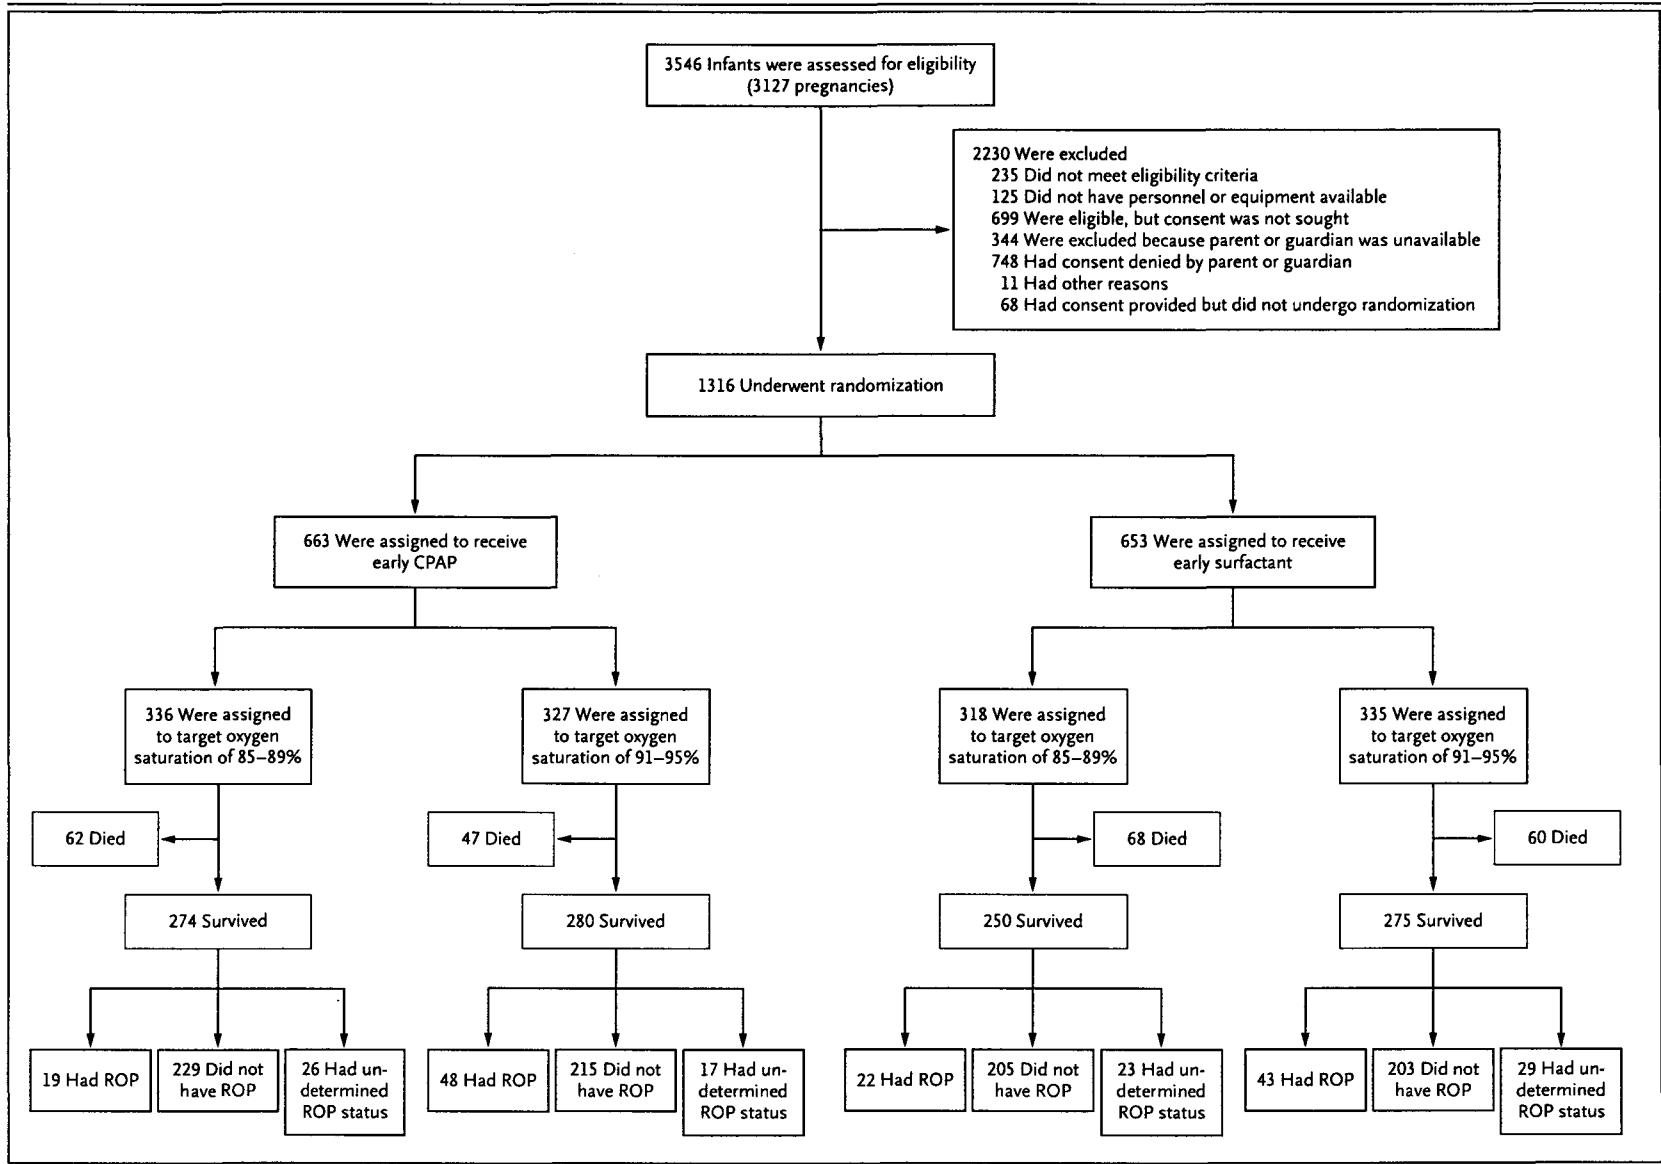 3546 Infants were assessed for eligibility
(3127 pregnancies)
2230 Were excluded
235 Did not meet eligibility criteria
125 Did not have personnel or equipment available
699 Were eligible, but consent was not sought
344 Were excluded because parent or guardian was unavailable
748 Had consent denied by parent or guardian
11 Had other reasons
68 Had consent provided but did not undergo randomization
1316 Underwent randomization
663 Were assigned to receive
early CPAP
653 Were assigned to receive
early surfactant
336 Were assigned
to target oxygen
saturation of 85–89%
327 Were assigned
to target oxygen
saturation of 91–95%
318 Were assigned
to target oxygen
saturation of 85–89%
335 Were assigned
to target oxygen
saturation of 91–95%
62 Died
47 Died
68 Died
60 Died
274 Survived
280 Survived
250 Survived
275 Survived
19 Had ROP
229 Did not
have ROP
26 Had un-
determined
ROP status
48 Had ROP
215 Did not
have ROP
17 Had un-
determined
ROP status
22 Had ROP
205 Did not
have ROP
23 Had un-
determined
ROP status
43 Had ROP
203 Did not
have ROP
29 Had un-
determined
ROP status